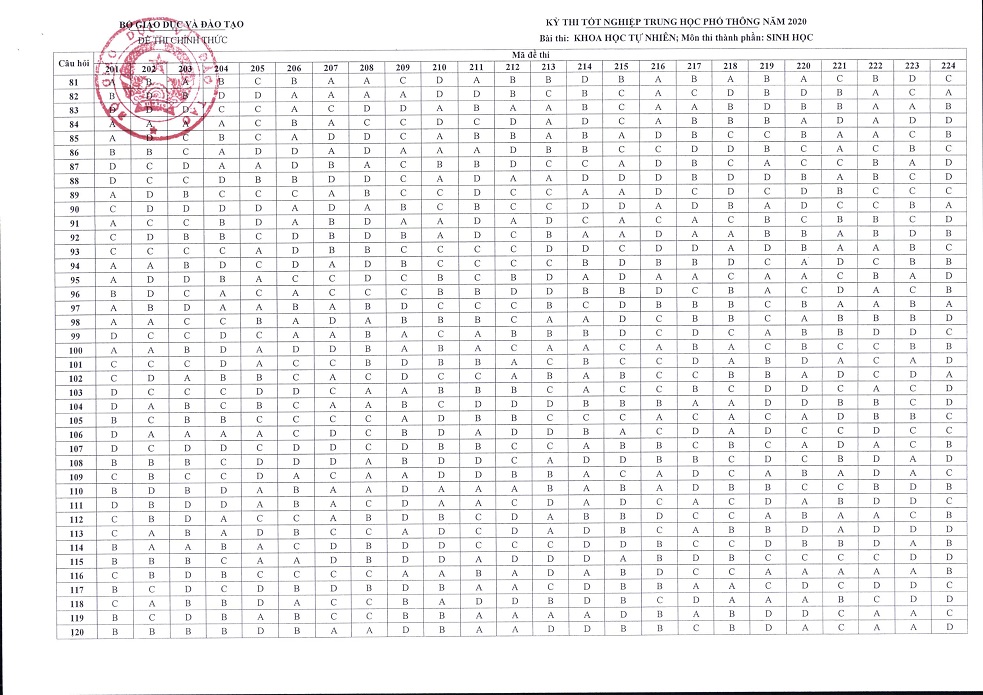 BỘ GIÁO DỤC VÀ ĐÀO TẠO
ĐỀ THI CHÍNH THỨC
KỲ THI TỐT NGHIỆP TRUNG HỌC PHỔ THÔNG NĂM 2020
Bài thi: KHOA HỌC TỰ NHIÊN; Môn thi thành phần: SINH HỌC
Câu hỏi Mã đề thi
201 202 203 204 205 206 207 208 209 210 211 212 213 214 215 216 217 218 219 220 221 222 223 224
81 A B A B C B A A C D A B B D B A B A B A C B D C
82 B D B D D A A A A D D B C B C A C D B D B A C A
83 D D D C C A C D D A B A A B C A A B D B B A A B
84 A A A A C B A C C D C D A D C A B B B A D A D D
85 A D C B C A D D C A B B A B A D B C C B A A C B
86 B B C A D D A D A A A D B B C C D D B C A C B C
87 D C D A A D B A C B B D C C A D B C A C C B A D
88 D C C D B B D D C A D A A D D D B D D B A B C D
89 A D B C C C A B C C D C C A A D C D C D B C C C
90 C D D D D A D A B C B C C D D A D B A D C C B A
91 A C C B D A B D A A D A D C A C A C B C B B C D
92 C D B B C D B D B A D C B A A D A A B B A B D B
93 C C C C A D B B C C C C D D C D D A D B A A B C
94 A A B D C D A D B C C C C B D B B D C A D C B B
95 A D D B A C C D C B C B D A D A A C A A C B A D
96 B D C A C A C C C B B C D D B B D C B A C D A C B
97 A B D A A B A B D C C C B C D B B B C B A A B A
98 A A C C B A D A B B B C A A D C B B C A B B B D
99 D C C D C A A B A C A B B B D C D C A B B D D C
100 A A B D A D D B A B A C A A C A B A C B C C B B
101 C C C D A C C B D B B A C B C C D A B D A C A D
102 C D A B B C A C D C C A B A B C C B B A D C D A
103 D C C C D D C A A B B B C A C C B C D D C A C D
104 D A B C B C A A B C D D D B B B A A D D B B C D
105 B C B B C C C C A D B B C C C A C A C A D B B C
106 D A A A A C D C B D A D D B A C D A D C C D C C
107 D C D D C D D C D B B C C A B B C B C A D A C B
108 B B B C D D D A B D D C A D D B B C D C B D A D
109 C B C C D A C A A D D B B A C A D C A B A D A C
110 B D B D A B A A D A A A B A B A D B B C C B D B
111 D B D D A B A C D A A C D A D C A C D A B D D C
112 C B D A C C A B D B C D A B B D C C A B A A C B
113 C A B A D B C C A D C D A D B C A B B D A D D D
114 B A A B A C D B D D C C C D D B C C D B B D A B
115 B B B C A A D B D D A D D D A B D B C C C C D D
116 C B D B C C C C A A B A D A B D C C A A A A A B
117 B C D C D B D B D B A A C D B B A A C D C D D C
118 C A B B D A C C B A D D B D B C D A A A B C D D
119 B C D B A B C C B B A A A A D B A B D D C A A C
120 B B B B D B A A D B A A D D B B C B D A C A A D